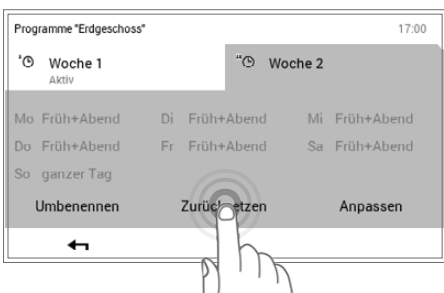 Programme "Erdgeschoss" 17:00
Woche 1 Woche 2
Aktiv
Mo Früh+Abend Di Früh+Abend Mi Früh+Abend
Do Früh+Abend Fr Früh+Abend Sa Früh+Abend
So ganzer Tag
Umbenennen Zurücksetzen Anpassen